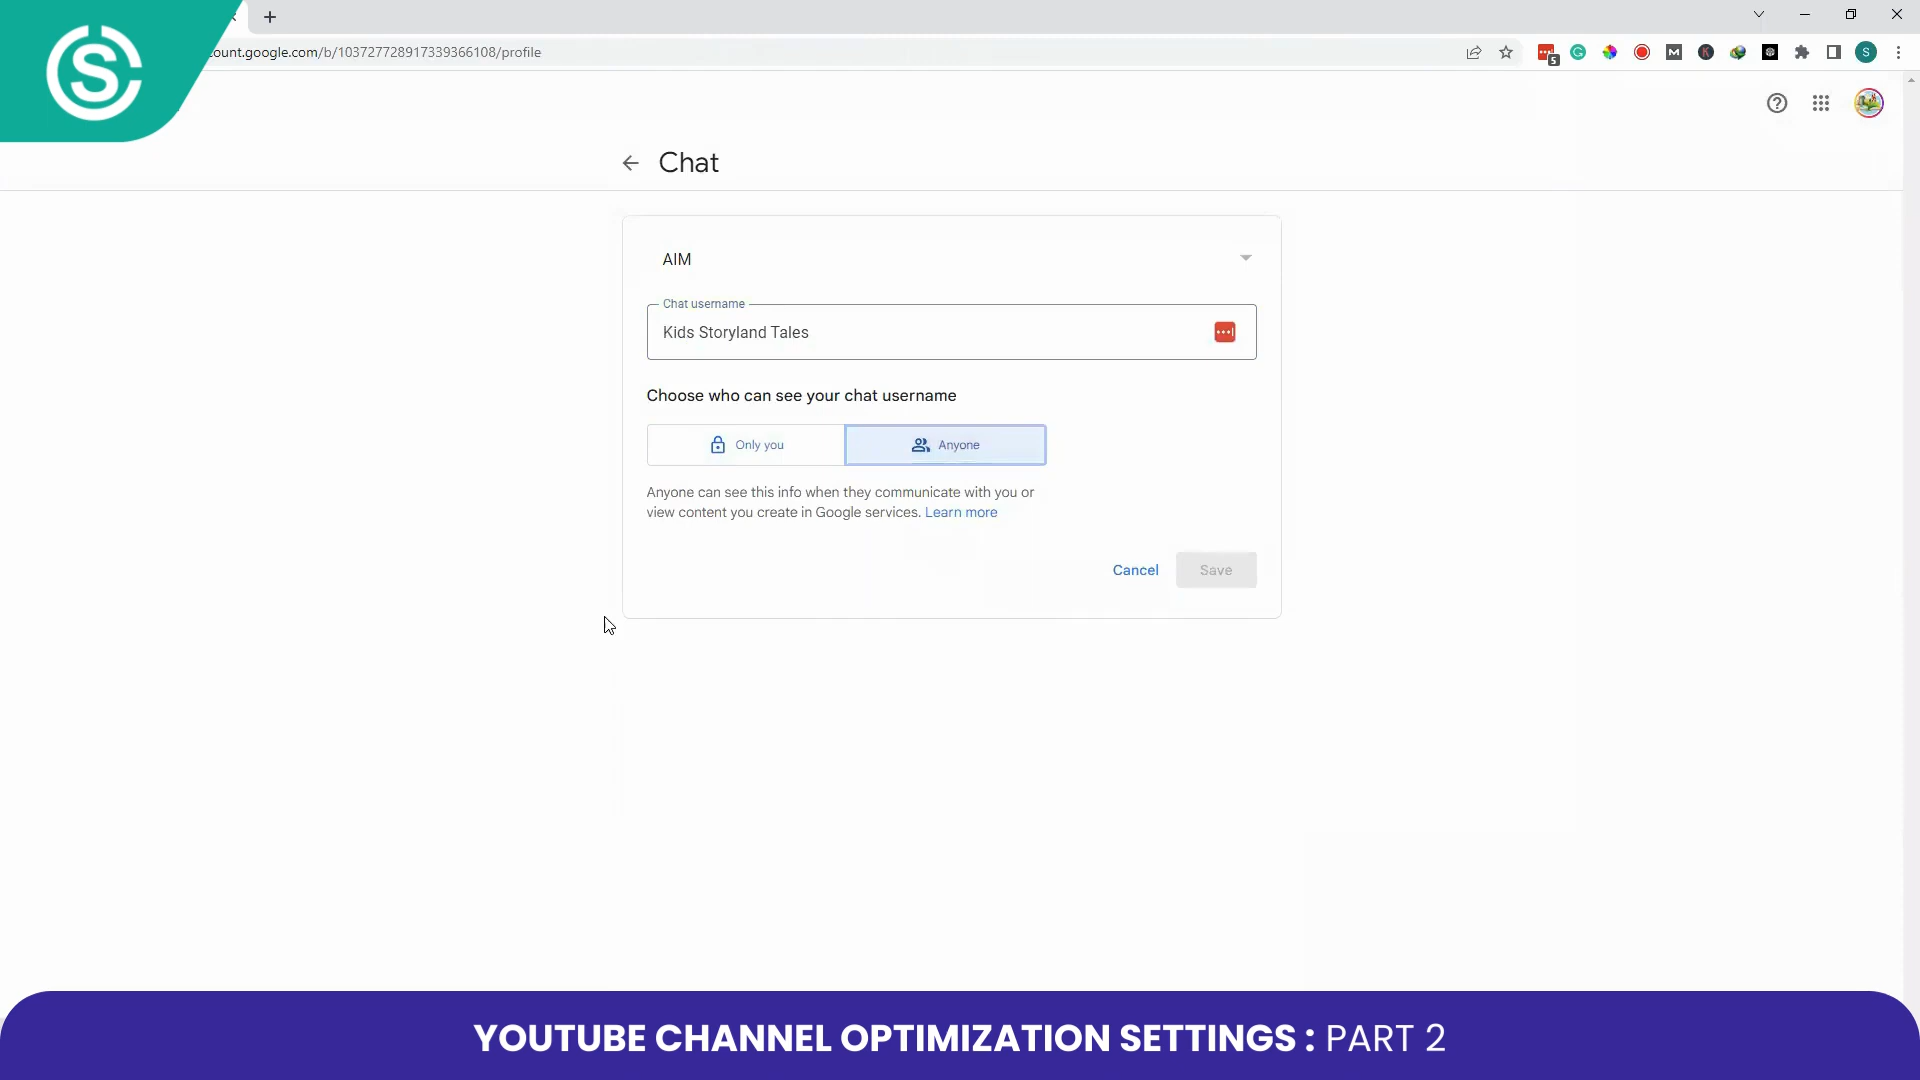 count.google.com/b/103727728917339366108/profile
5
M
K
S
S
Chat
AIM
Chat username
Kids Storyland Tales
Choose who can see your chat username
Only you
Anyone
Anyone can see this info when they communicate with you or
view content you create in Google services. Learn more
Cancel
Save
YOUTUBE CHANNEL OPTIMIZATION SETTINGS : PART 2